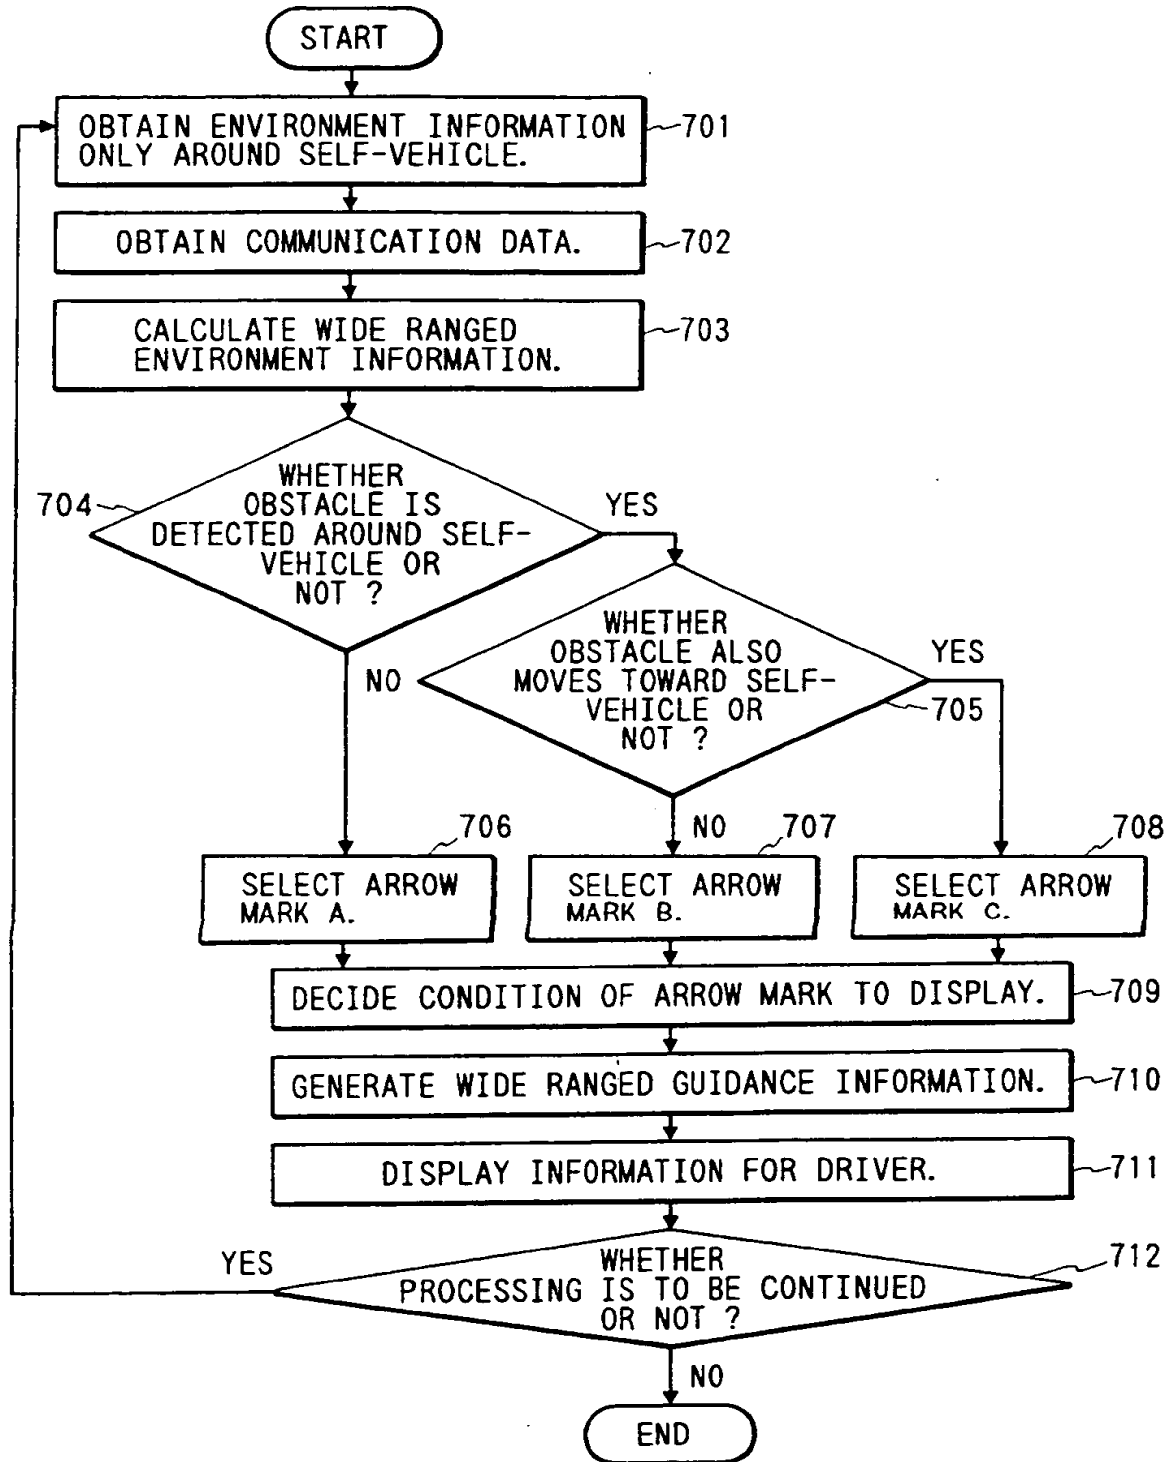 START
OBTAIN ENVIRONMENT INFORMATION
ONLY AROUND SELF-VEHICLE.
701
OBTAIN COMMUNICATION DATA.
702
CALCULATE WIDE RANGED
ENVIRONMENT INFORMATION.
703
704
WHETHER
OBSTACLE IS
DETECTED AROUND SELF-
VEHICLE OR
NOT ?
YES
NO
WHETHER
OBSTACLE ALSO
MOVES TOWARD SELF-
VEHICLE OR
NOT ?
YES
705
NO
706
SELECT ARROW
MARK A.
707
SELECT ARROW
MARK B.
708
SELECT ARROW
MARK C.
DECIDE CONDITION OF ARROW MARK TO DISPLAY.
709
GENERATE WIDE RANGED GUIDANCE INFORMATION.
710
DISPLAY INFORMATION FOR DRIVER.
711
YES
WHETHER
PROCESSING IS TO BE CONTINUED
OR NOT ?
712
NO
END